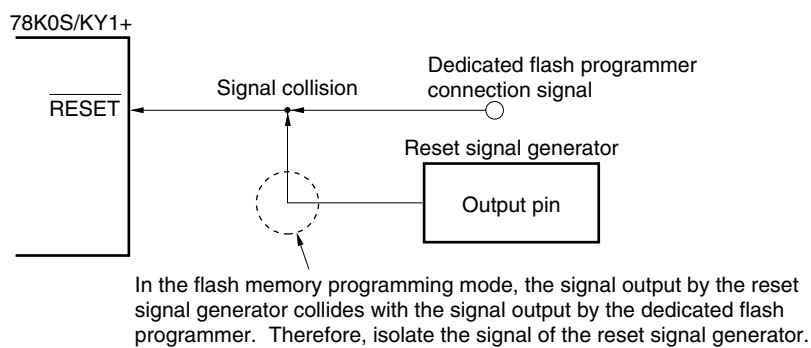 78K0S/KY1+
Dedicated flash programmer
connection signal
Signal collision
RESET
Reset signal generator
Output pin
In the flash memory programming mode, the signal output by the reset
signal generator collides with the signal output by the dedicated flash
programmer.  Therefore, isolate the signal of the reset signal generator.